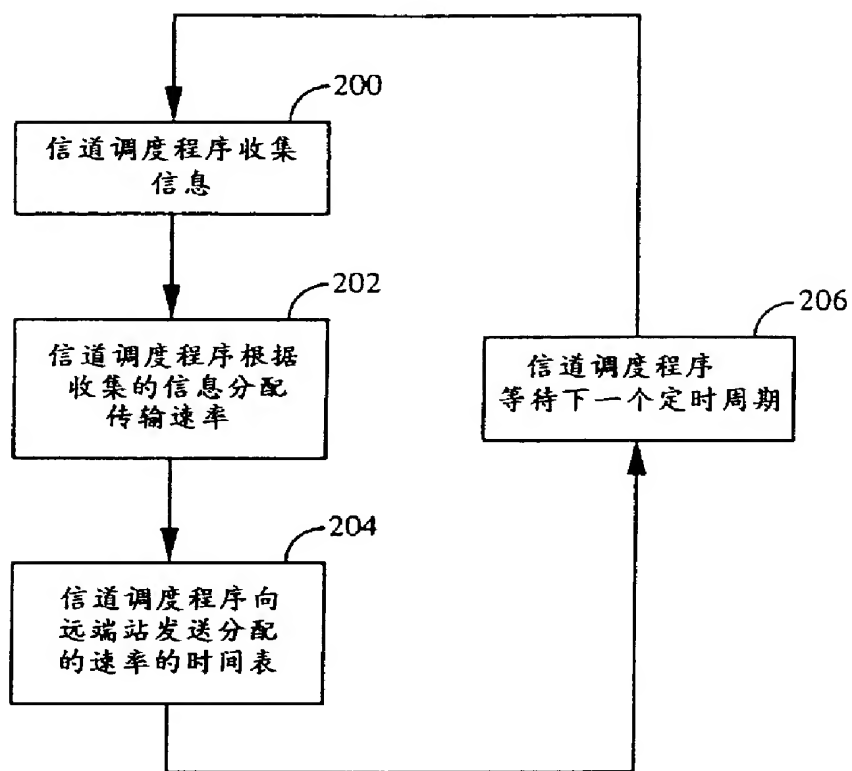 200
信道调度程序收集
信息
202
信道调度程序根据
收集的信息分配
传输速率
206
信道调度程序
等待下一个定时周期
204
信道调度程序向
远端站发送分配
的速率的时间表